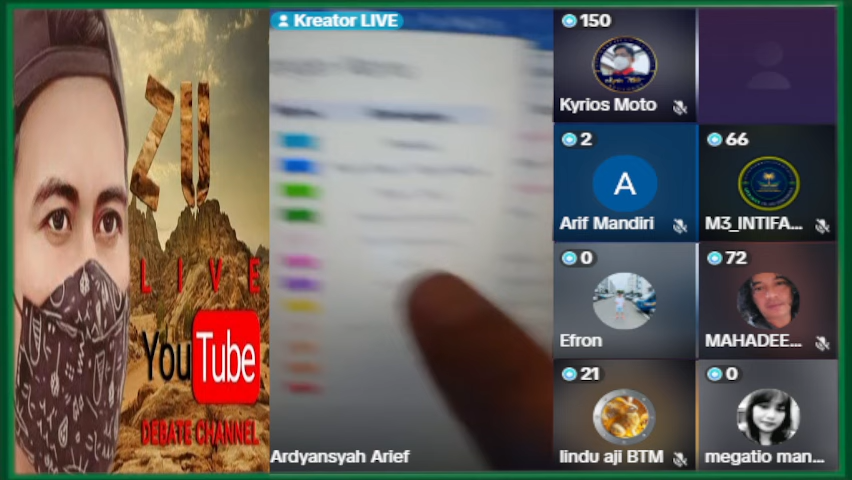 ZU
LIVE
YouTube
DEBATE CHANNEL
Kreator LIVE
Ardyansyah Arief
150
Kyrios Moto
2
A
Arif Mandiri
66
M3_INTIFA...
0
Efron
72
MAHADEE...
21
lindu aji BTM
0
megatio man...